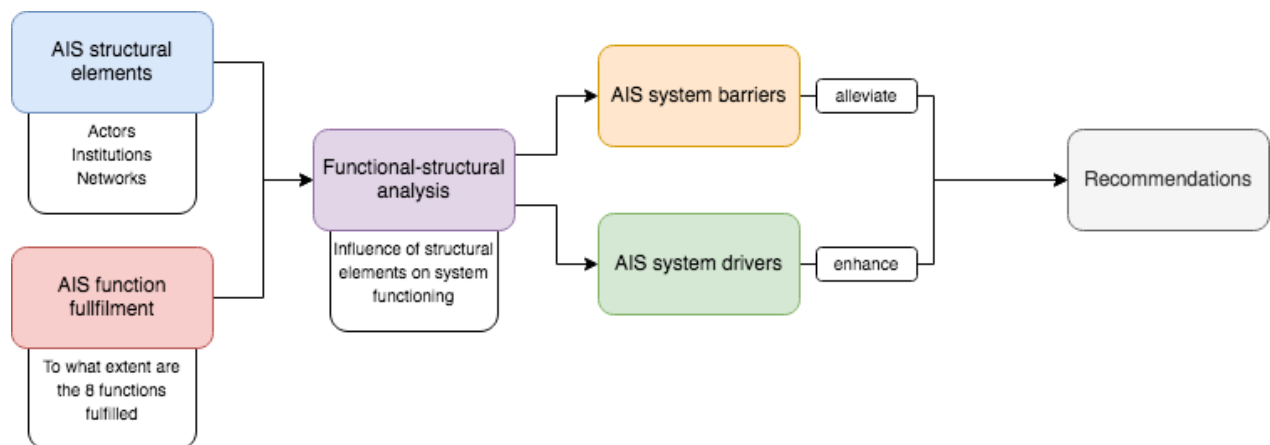 AIS structural
elements
Actors
Institutions
Networks
AIS function
fullfilment
To what extent are
the 8 functions
fulfilled
Functional-structural
analysis
Influence of structural
elements on system
functioning
AIS system barriers
alleviate
AIS system drivers
enhance
Recommendations